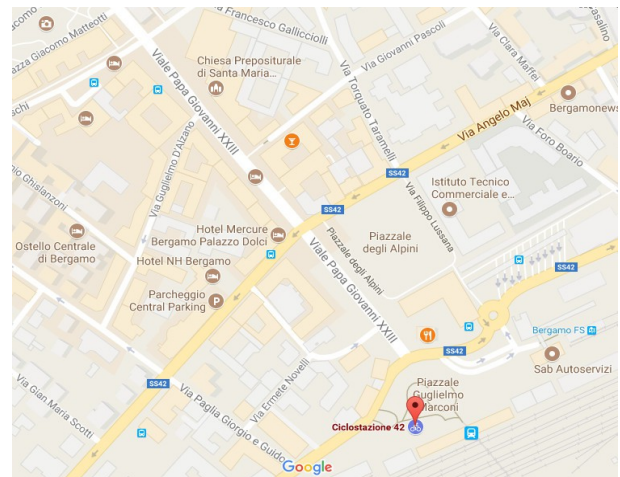 Via Francesco Gallicciolli
Piazza Giacomo Matteotti
Chiesa Prepositurale
di Santa Maria...
Viale Papa Giovanni XXIII
Via Giovanni Pascoli
Via Clara Maffei
Via Torquato Taramelli
Via Angelo Maj
Bergamonews
Via Foro Boario
Via Guglielmo D'Alzano
Ghislanzoni
SS42
Via Filippo Lussana
Istituto Tecnico
Commerciale e...
SS42
Hotel Mercure
Bergamo Palazzo Dolci
Piazzale degli Alpini
Piazzale
degli Alpini
Ostello Centrale
di Bergamo
Hotel NH Bergamo
Viale Papa Giovanni XXIII
SS42
Parcheggio
Central Parking
P
Bergamo FS
SS42
Sab Autoservizi
Via Ermete Novelli
SS42
Piazzale
Guglielmo
Marconi
Via Gian Maria Scotti
Via Paglia Giorgio e Guido
Ciclostazione 42
Google